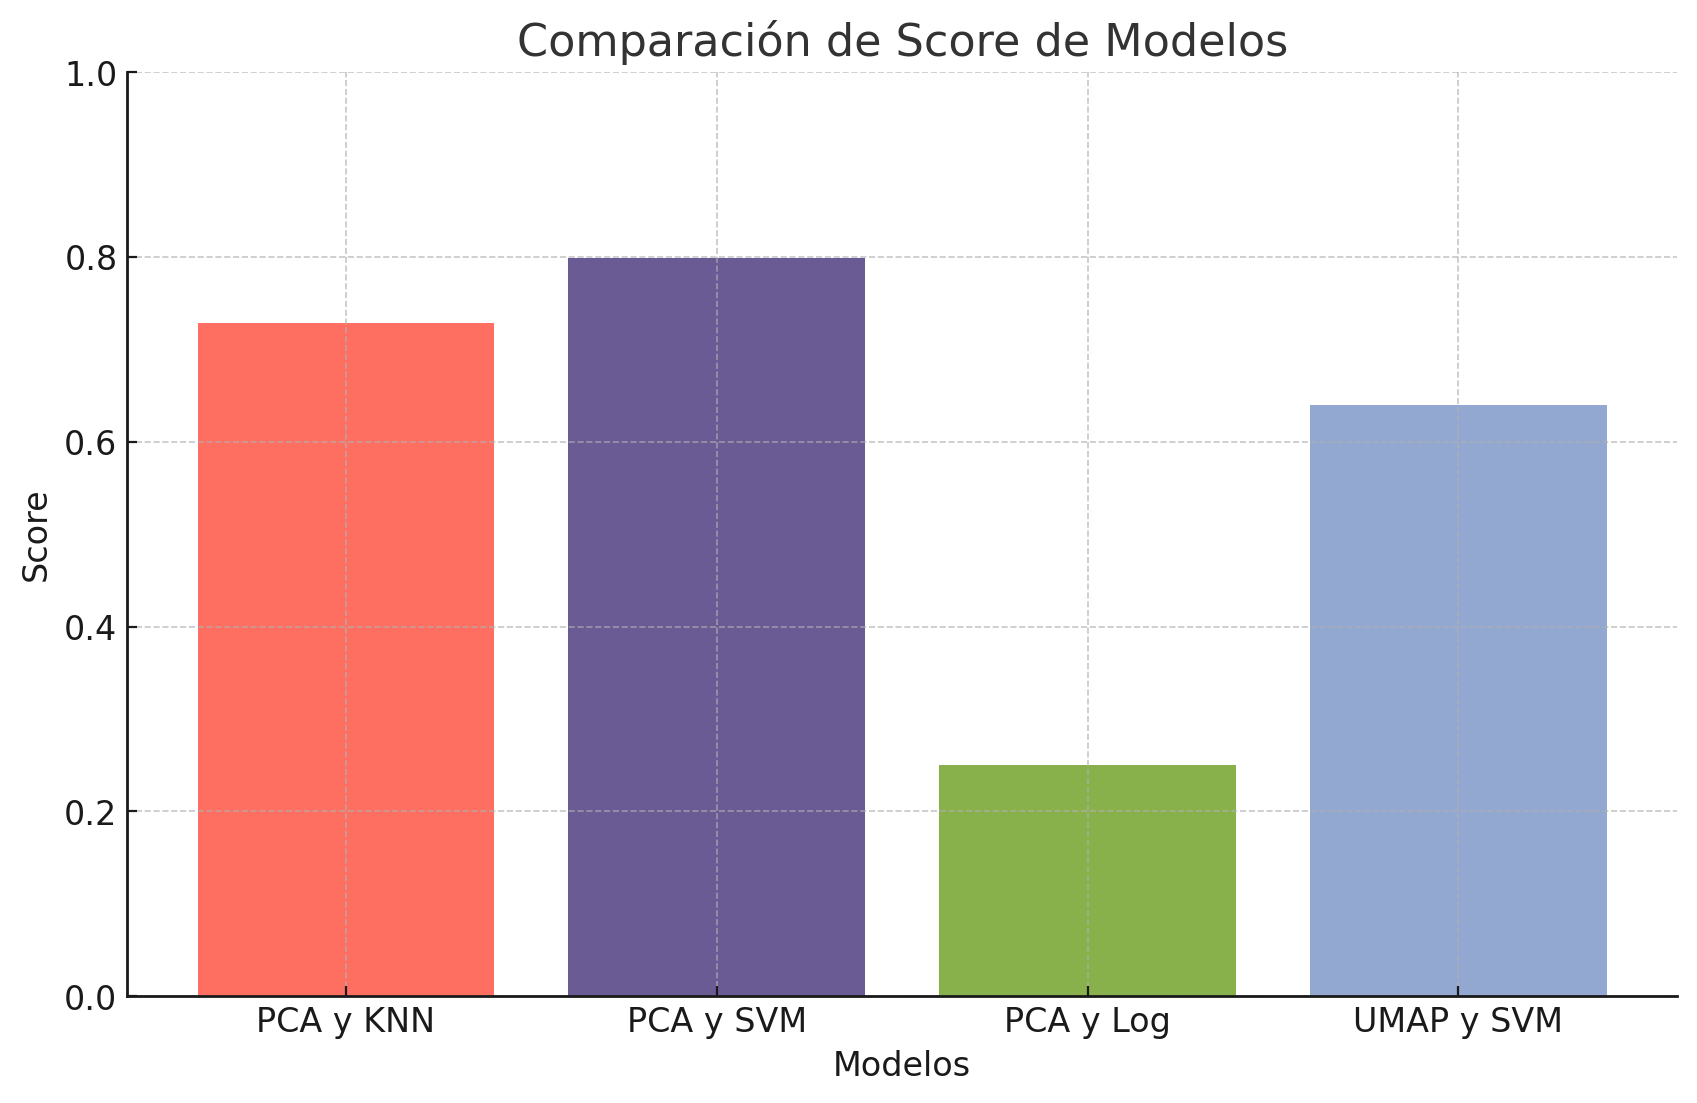 Comparación de Score de Modelos
1.0
0.8
0.6
0.4
0.2
0.0
Score
PCA y KNN
PCA y SVM
PCA y Log
UMAP y SVM
Modelos